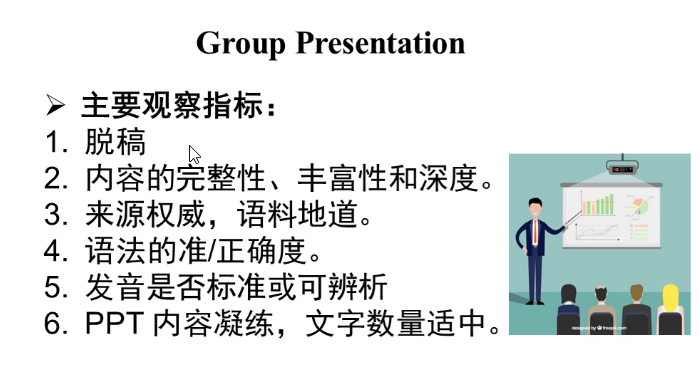 Group Presentation
➢ 主要观察指标：
1. 脱稿
2. 内容的完整性、丰富性和深度。
3. 来源权威，语料地道。
4. 语法的准/正确度。
5. 发音是否标准或可辨析
6. PPT 内容凝练，文字数量适中。
designed by freepik.com